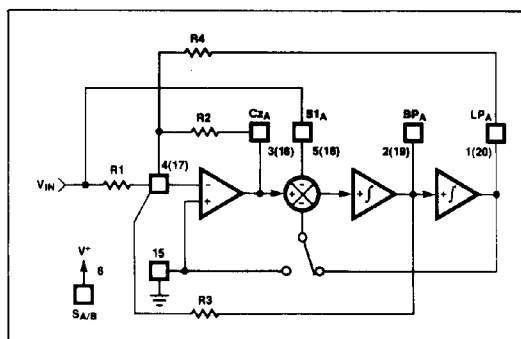 R4
R2
CzA
S1A
BPA
LPA
3(18)
5(18)
2(19)
1(20)
R1
4(17)
VIN
-
+
+
-
-
+∫
+∫
15
V+
6
SA/B
R3